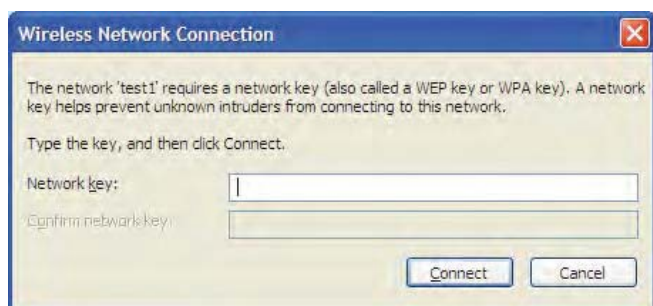 Wireless Network Connection
The network 'test1' requires a network key (also called a WEP key or WPA key). A network
key helps prevent unknown intruders from connecting to this network.
Type the key, and then click Connect.
Network key:
Confirm network key:
Connect Cancel